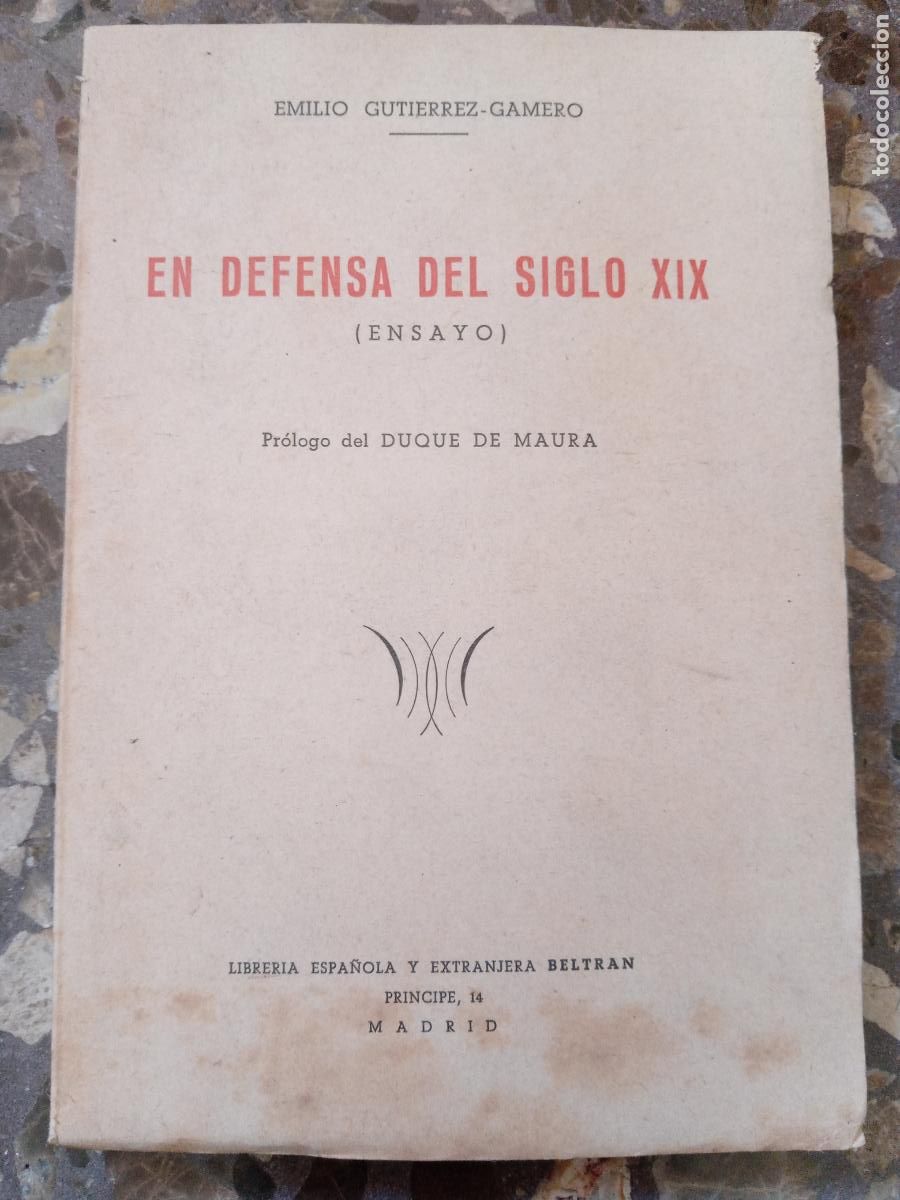 EMILIO GUTIERREZ-GAMERO
EN DEFENSA DEL SIGLO XIX
(ENSAYO)
Prólogo del DUQUE DE MAURA
LIBRERIA ESPAÑOLA Y EXTRANJERA BELTRAN
PRINCIPE, 14
MADRID
todocoleccion